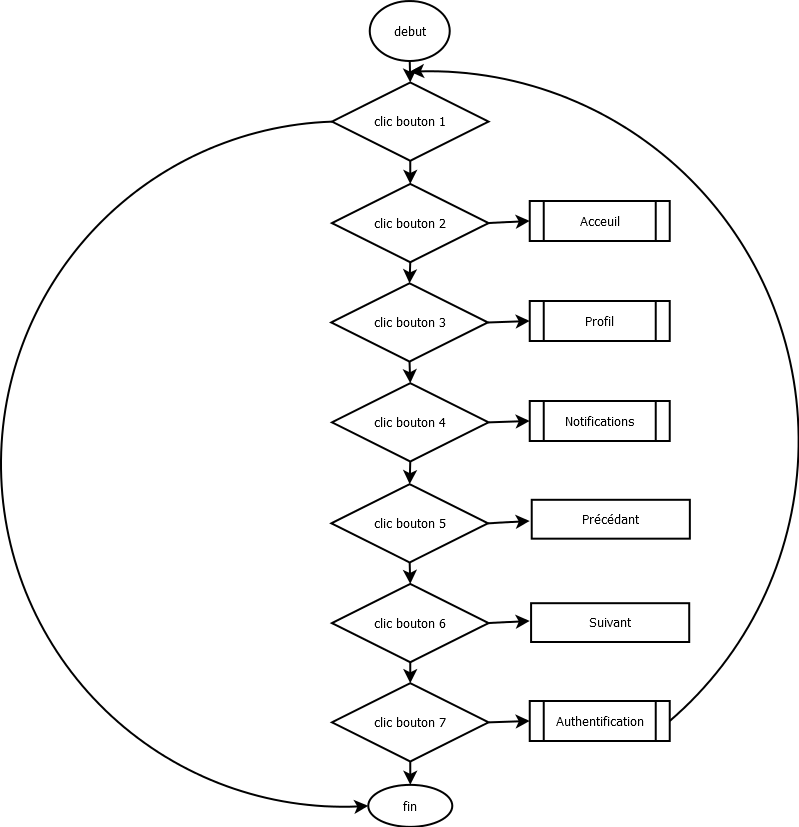 debut
clic bouton 1
clic bouton 2
Acceuil
clic bouton 3
Profil
clic bouton 4
Notifications
clic bouton 5
Précédant
clic bouton 6
Suivant
clic bouton 7
Authentification
fin